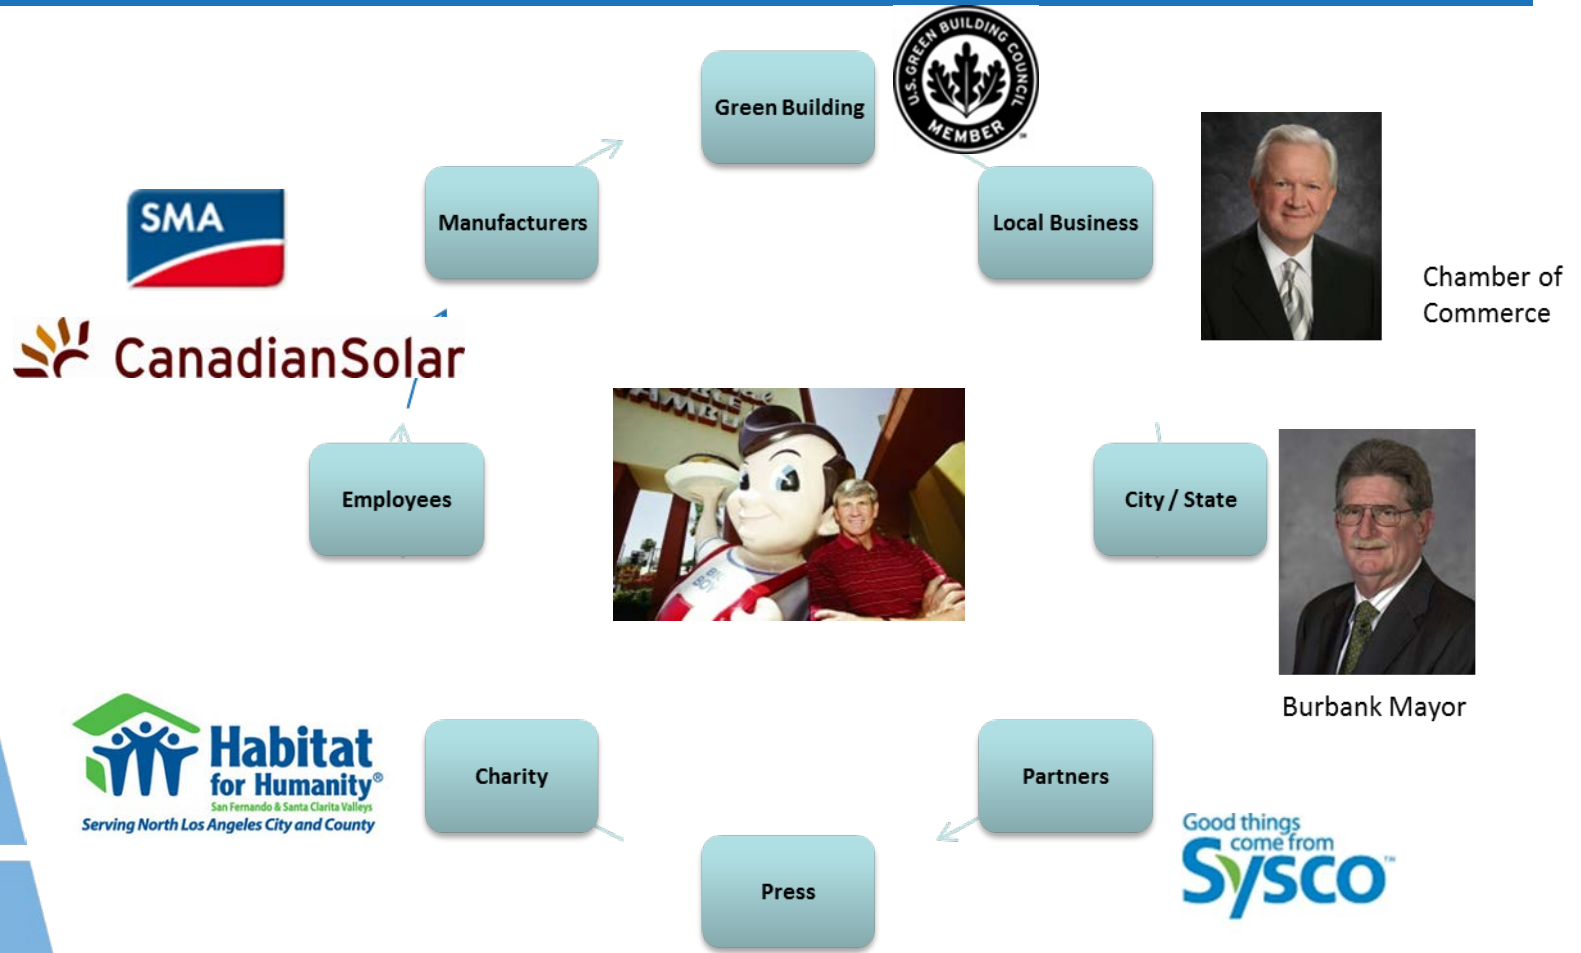 U.S. GREEN BUILDING COUNCIL
MEMBER
Green Building
SMA
Manufacturers
Local Business
Chamber of
Commerce
CanadianSolar
Employees
City / State
Burbank Mayor
Habitat
for Humanity®
San Fernando & Santa Clarita Valleys
Serving North Los Angeles City and County
Charity
Partners
Good things
come from
Sysco™
Press